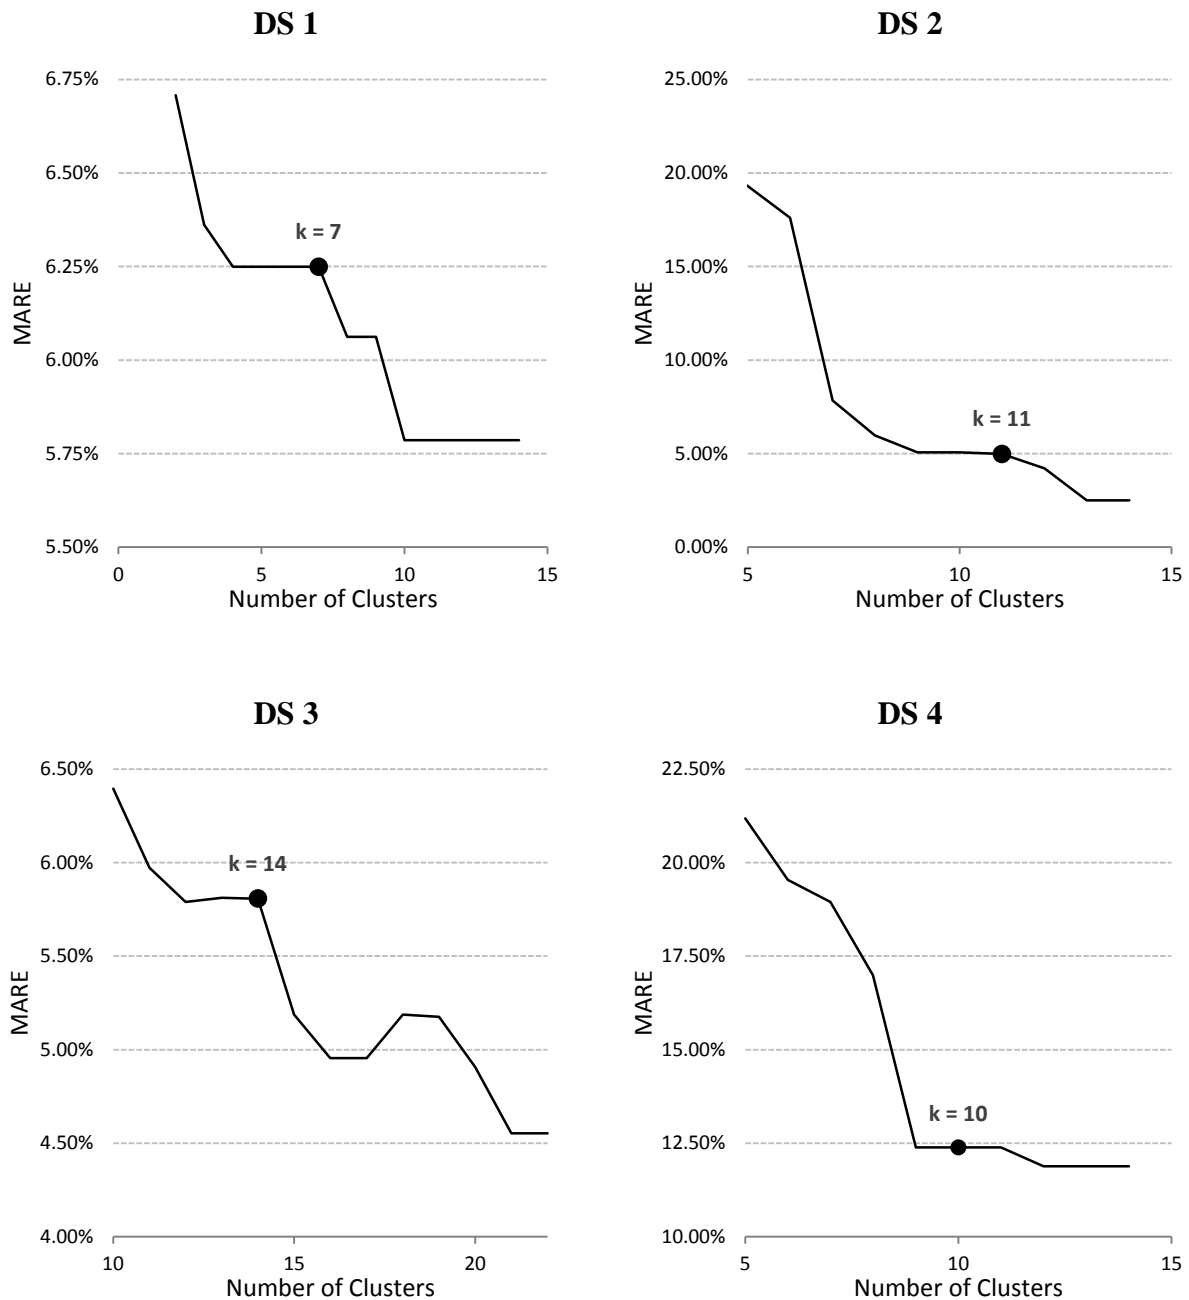 DS 1
6.75%
6.50%
6.25%
6.00%
5.75%
5.50%
MARE
k = 7
0 5 10 15
Number of Clusters
DS 2
25.00%
20.00%
15.00%
10.00%
5.00%
0.00%
MARE
k = 11
5 10 15
Number of Clusters
DS 3
6.50%
6.00%
5.50%
5.00%
4.50%
4.00%
MARE
k = 14
10 15 20
Number of Clusters
DS 4
22.50%
20.00%
17.50%
15.00%
12.50%
10.00%
MARE
k = 10
5 10 15
Number of Clusters